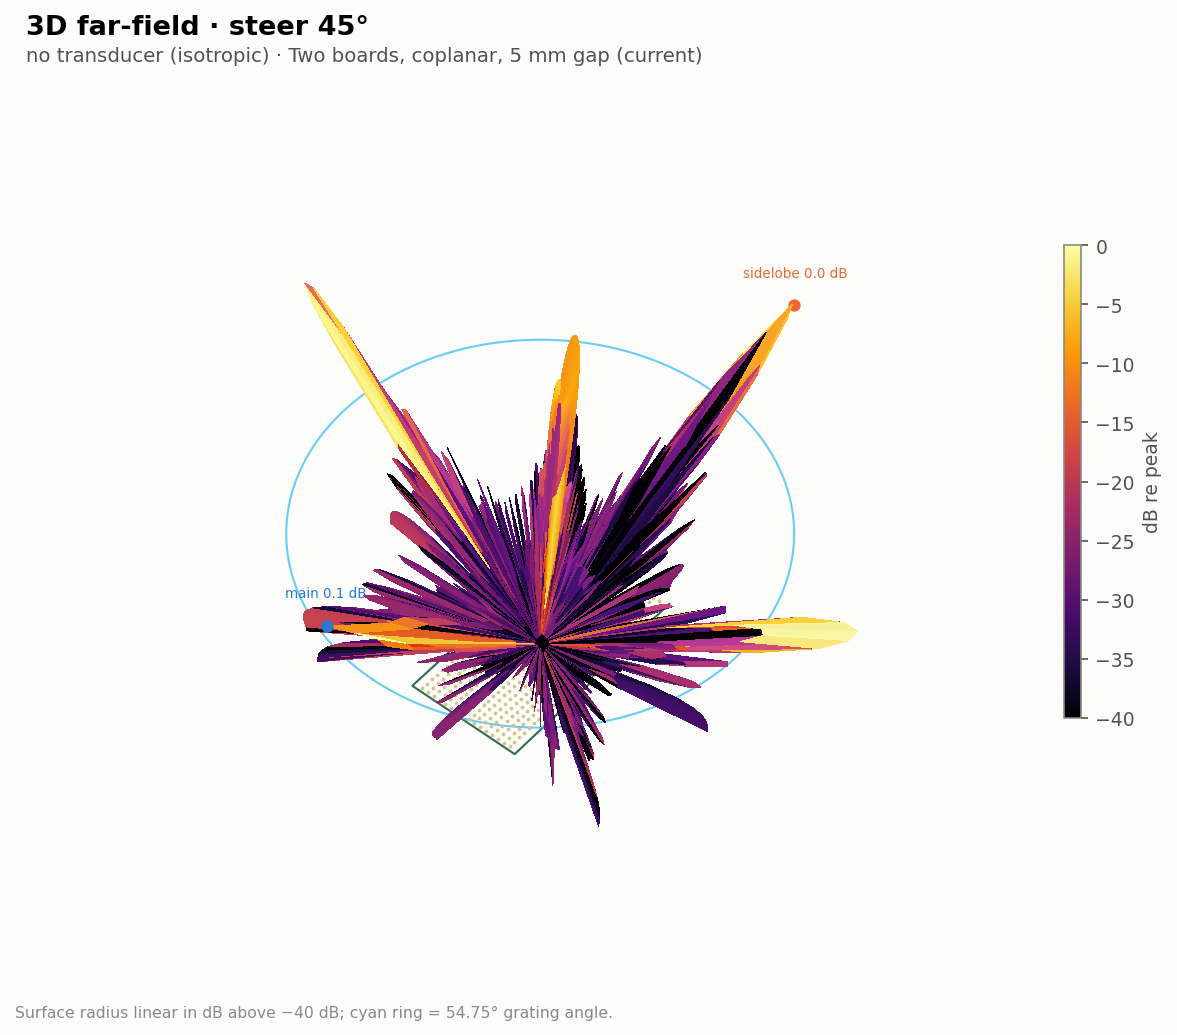 3D far-field · steer 45°
no transducer (isotropic) · Two boards, coplanar, 5 mm gap (current)
sidelobe 0.0 dB
main 0.1 dB
0
−5
−10
−15
−20
−25
−30
−35
−40
dB re peak
Surface radius linear in dB above −40 dB; cyan ring = 54.75° grating angle.